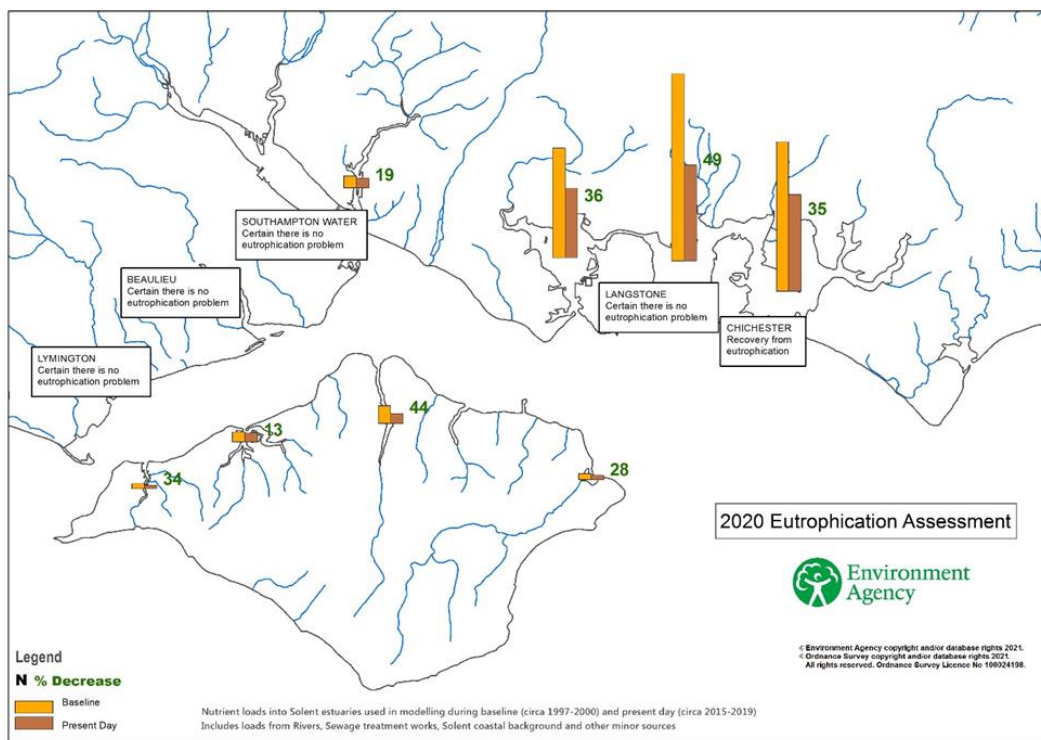 19
36
49
35
SOUTHAMPTON WATER
Certain there is no
eutrophication problem
BEAULIEU
Certain there is no
eutrophication problem
LANGSTONE
Certain there is no
eutrophication problem
CHICHESTER
Recovery from
eutrophication
LYMINGTON
Certain there is no
eutrophication problem
44
13
34
28
2020 Eutrophication Assessment
Environment
Agency
© Environment Agency copyright and/or database rights 2021.
© Ordnance Survey copyright and/or database rights 2021.
All rights reserved. Ordnance Survey Licence No 100024198.
Legend
N % Decrease
Baseline
Present Day
Nutrient loads into Solent estuaries used in modelling during baseline (circa 1997-2000) and present day (circa 2015-2019)
Includes loads from Rivers, Sewage treatment works, Solent coastal background and other minor sources